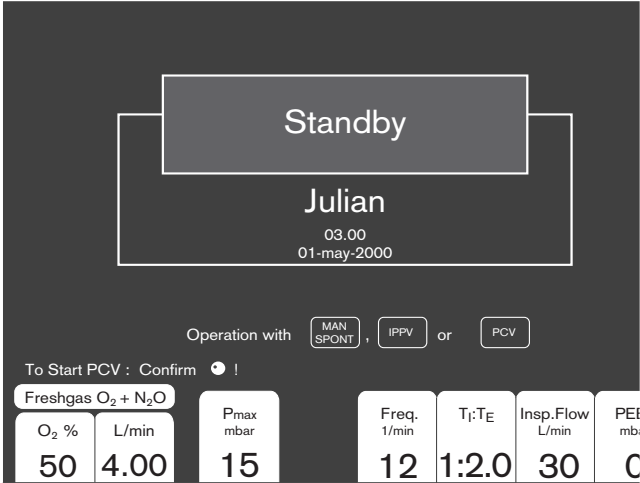 Standby
Julian
03.00
01-may-2000
Operation with MAN SPONT , IPPV or PCV
To Start PCV : Confirm !
Freshgas O₂ + N₂O
O₂ % L/min Pmax mbar Freq. 1/min TI:TE Insp.Flow L/min
50 4.00 15 12 1:2.0 30